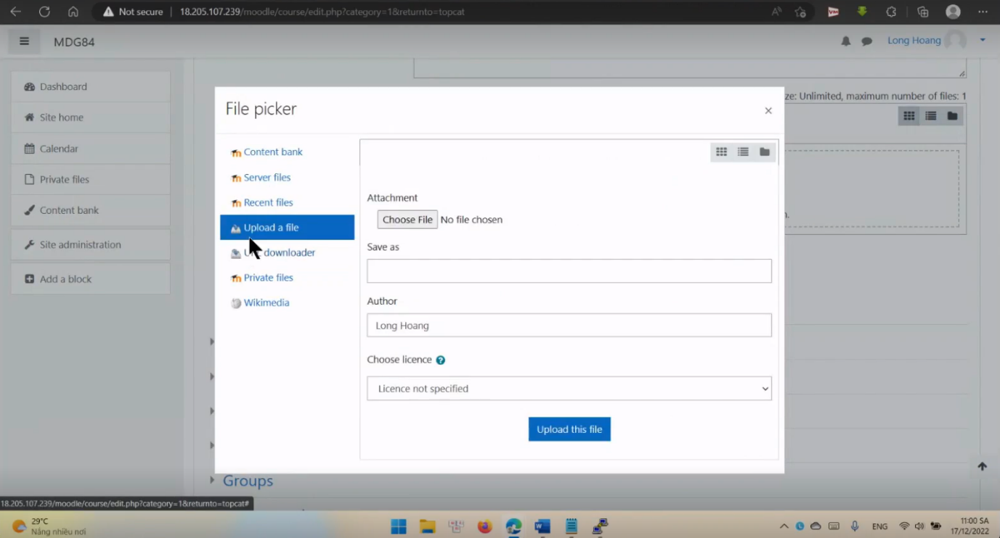 Not secure
18.205.107.239/moodle/course/edit.php?category=1&returnto=topcat
MDG84
Long Hoang
Dashboard
Site home
Calendar
Private files
Content bank
Site administration
Add a block
ze: Unlimited, maximum number of files: 1
n.
File picker
×
Content bank
Server files
Recent files
Upload a file
downloader
Private files
Wikimedia
Attachment
Choose File No file chosen
Save as
Author
Long Hoang
Choose licence ?
Licence not specified
Upload this file
Groups
18.205.107.239/moodle/course/edit.php?category=1&returnto=topcat#
29°C
Nắng nhiều nơi
ENG
11:00 SA
17/12/2022